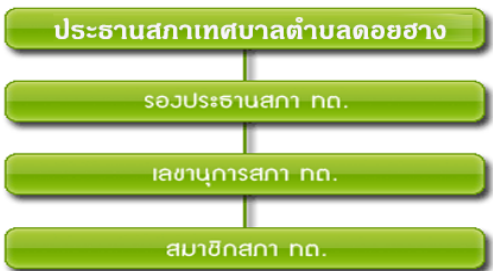 ประธานสภาเทศบาลตำบลดอยฮาง
รองประธานสภา ทต.
เลขานุการสภา ทต.
สมาชิกสภา ทต.